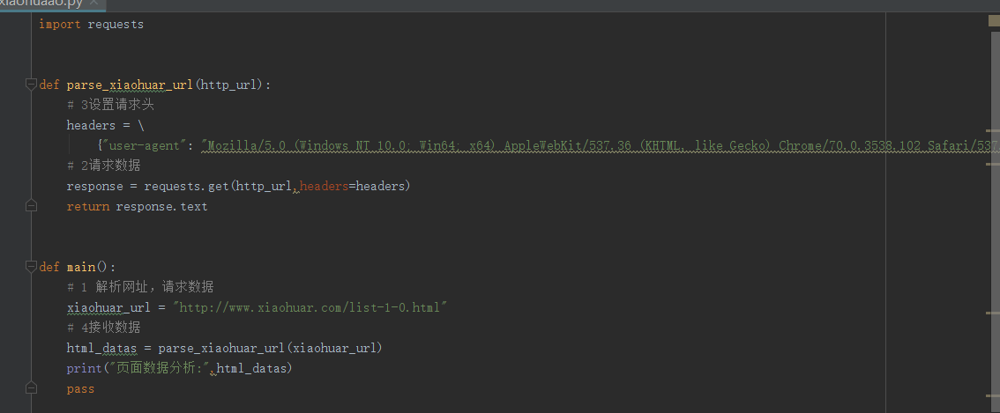 xiaohuaao.py
import requests
def parse_xiaohuar_url(http_url):
# 3设置请求头
headers = \
{"user-agent": "Mozilla/5.0 (Windows NT 10.0; Win64; x64) AppleWebKit/537.36 (KHTML, like Gecko) Chrome/70.0.3538.102 Safari/537
# 2请求数据
response = requests.get(http_url,headers=headers)
return response.text
def main():
# 1 解析网址，请求数据
xiaohuar_url = "http://www.xiaohuar.com/list-1-0.html"
# 4接收数据
html_datas = parse_xiaohuar_url(xiaohuar_url)
print("页面数据分析:",html_datas)
pass